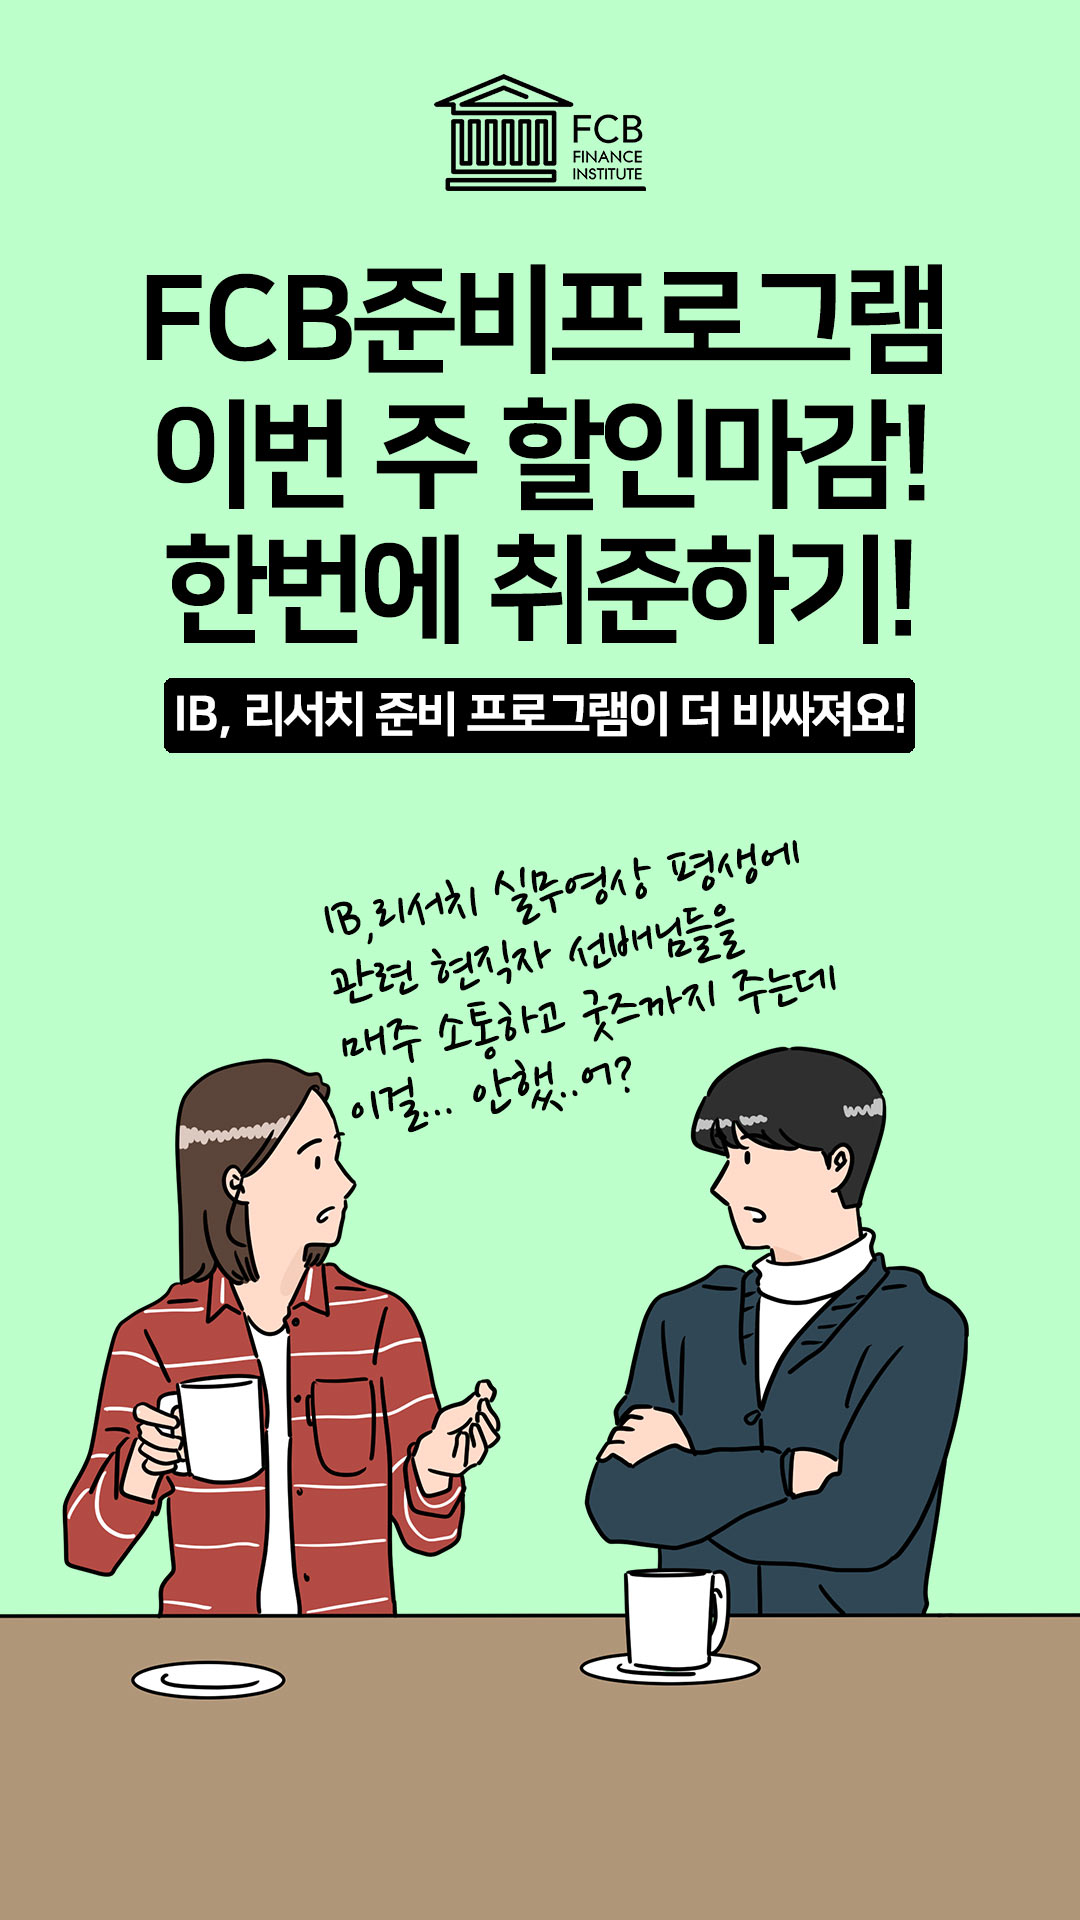 FCB
FINANCE
INSTITUTE
FCB준비프로그램
이번 주 할인마감!
한번에 취준하기!
IB, 리서치 준비 프로그램이 더 비싸져요!
IB,리서치 실무영상 평생에
관련 현직자 선배님들을
매주 소통하고 굿즈까지 주는데
이걸... 안했..어?